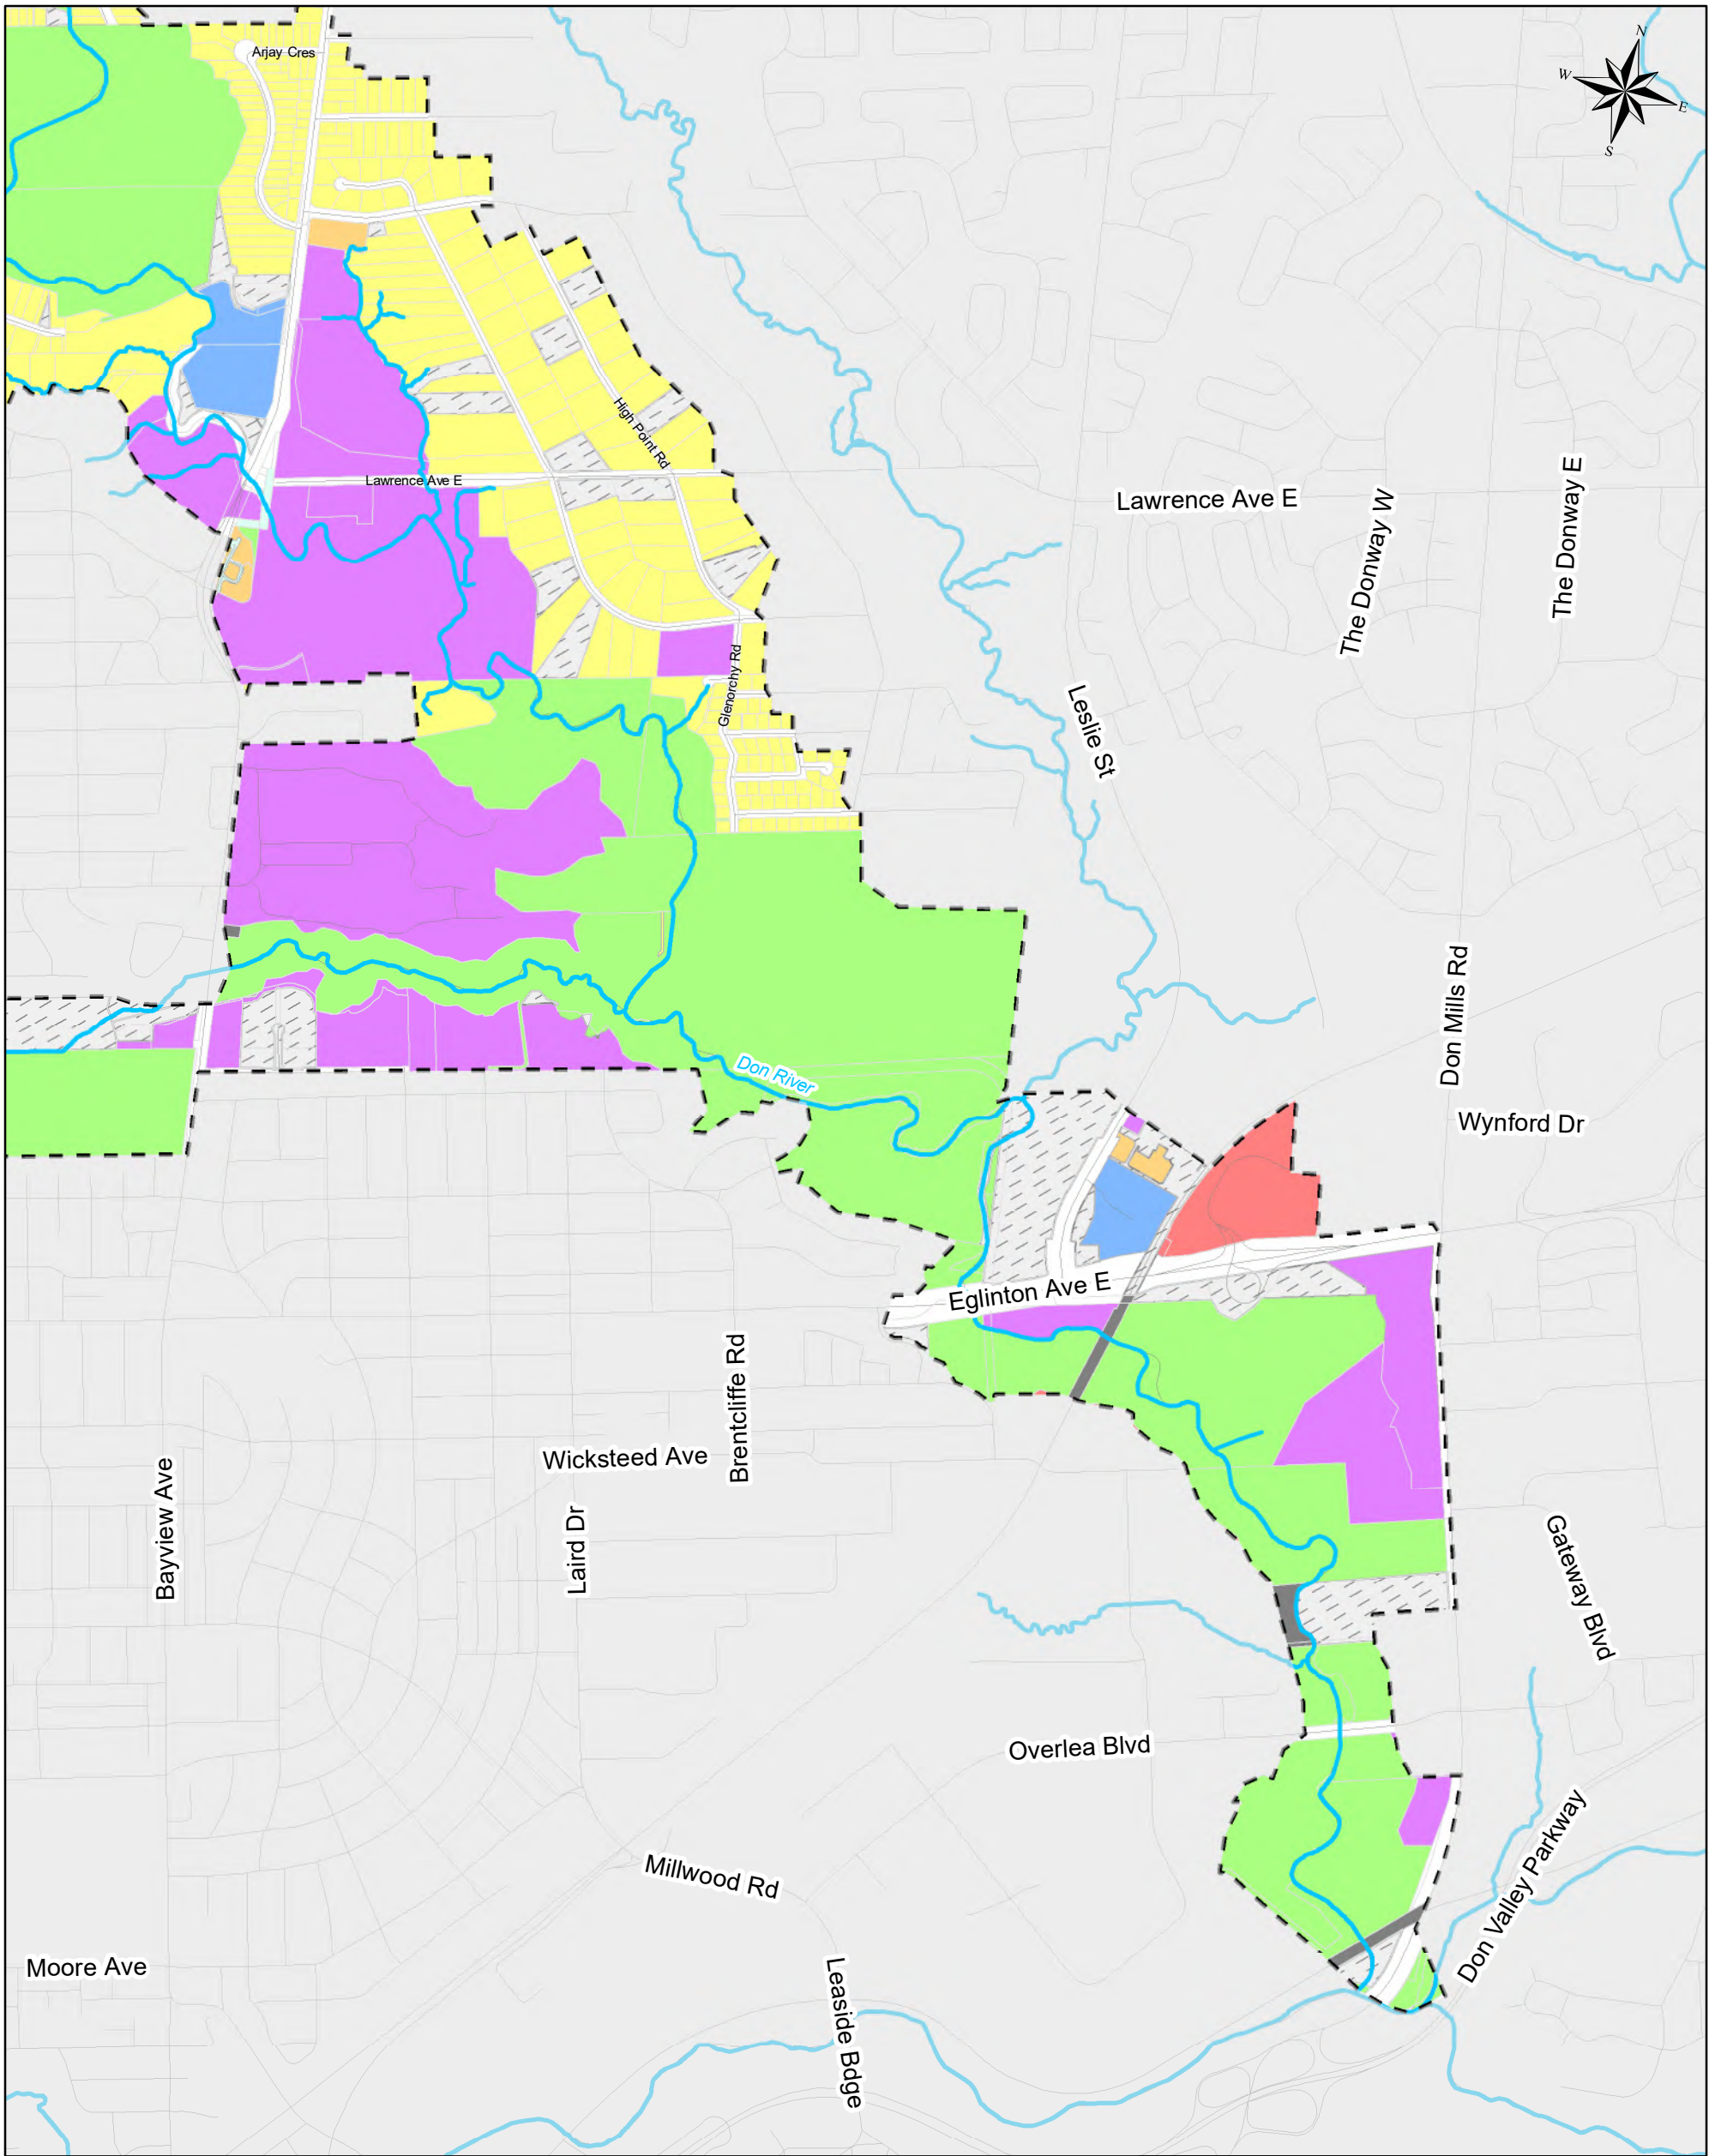 N
Arjay Cres
W
E
S
High Point Rd
Lawrence Ave E
Lawrence Ave E
The Donway W
The Donway E
Glenorchy Rd
Leslie St
Don Mills Rd
Don River
Wynford Dr
Eglinton Ave E
Brentcliffe Rd
Wicksteed Ave
Bayview Ave
Laird Dr
Gateway Blvd
Overlea Blvd
Don Valley Parkway
Millwood Rd
Moore Ave
Leaside Bdge